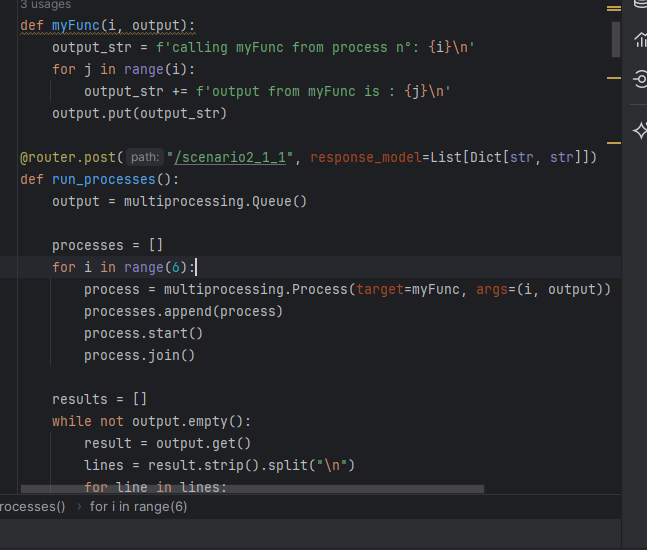 3 usages
def myFunc(i, output):
    output_str = f'calling myFunc from process n°: {i}\n'
    for j in range(i):
        output_str += f'output from myFunc is : {j}\n'
    output.put(output_str)
@router.post( path: "/scenario2_1_1", response_model=List[Dict[str, str]])
def run_processes():
    output = multiprocessing.Queue()
    processes = []
    for i in range(6):
        process = multiprocessing.Process(target=myFunc, args=(i, output))
        processes.append(process)
        process.start()
        process.join()
    results = []
    while not output.empty():
        result = output.get()
        lines = result.strip().split("\n")
        for line in lines:
rocesses() › for i in range(6)